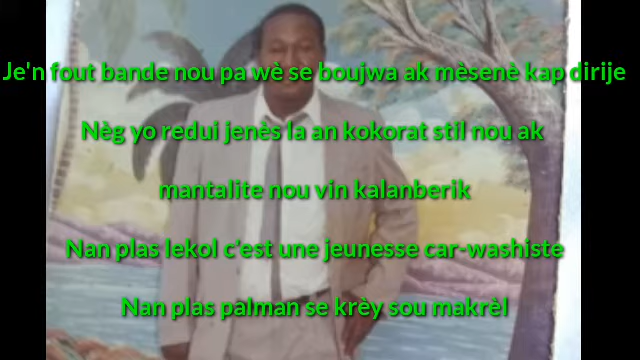 Je'n fout bande nou pa wè se boujwa ak mèsenè kap dirije
Nèg yo redui jenès la an kokorat stil nou ak
mantalite nou vin kalanberik
Nan plas lekol c'est une jeunesse car-washiste
Nan plas palman se krèy sou makrèl